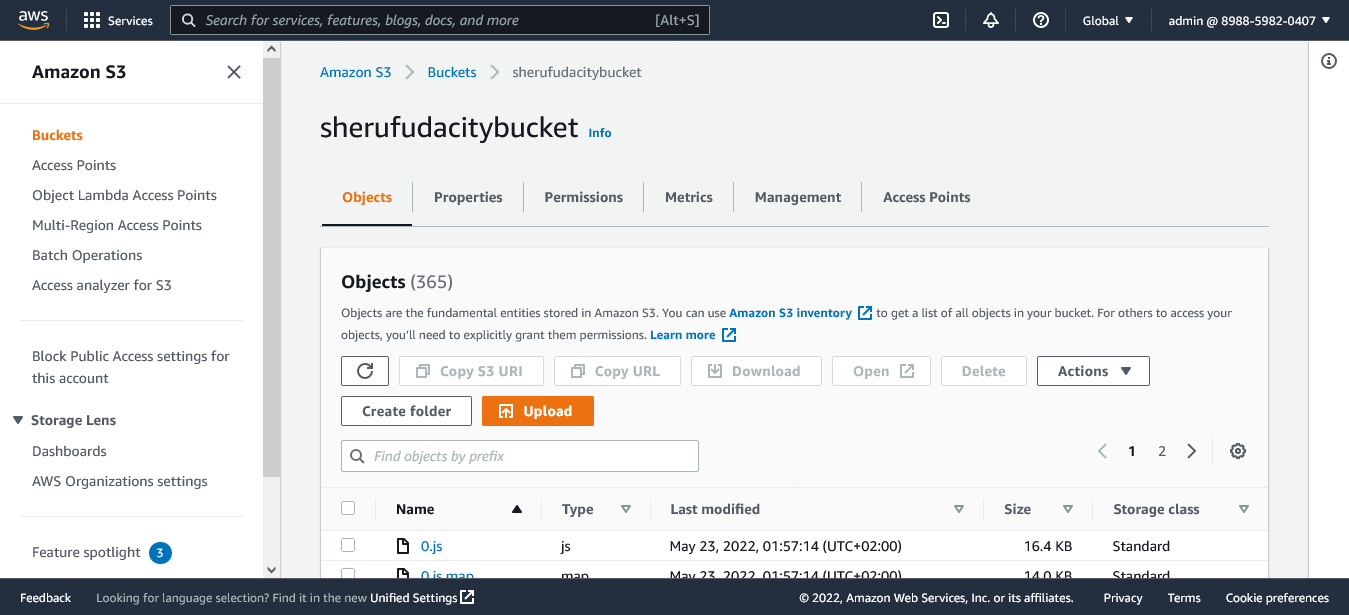 aws Services Search for services, features, blogs, docs, and more [Alt+S] Global ▼ admin @ 8988-5982-0407 ▼
Amazon S3
Buckets
Access Points
Object Lambda Access Points
Multi-Region Access Points
Batch Operations
Access analyzer for S3
Block Public Access settings for
this account
Storage Lens
Dashboards
AWS Organizations settings
Feature spotlight 3
Amazon S3 > Buckets > sherufudacitybucket
sherufudacitybucket Info
Objects Properties Permissions Metrics Management Access Points
Objects (365)
Objects are the fundamental entities stored in Amazon S3. You can use Amazon S3 inventory to get a list of all objects in your bucket. For others to access your
objects, you'll need to explicitly grant them permissions. Learn more
Copy S3 URI Copy URL Download Open Delete Actions ▼
Create folder Upload
Find objects by prefix
1 2
Name Type Last modified Size Storage class
0.js js May 23, 2022, 01:57:14 (UTC+02:00) 16.4 KB Standard
0.js.map map May 23, 2022, 01:57:14 (UTC+02:00) 14.0 KB Standard
Feedback Looking for language selection? Find it in the new Unified Settings © 2022, Amazon Web Services, Inc. or its affiliates. Privacy Terms Cookie preferences